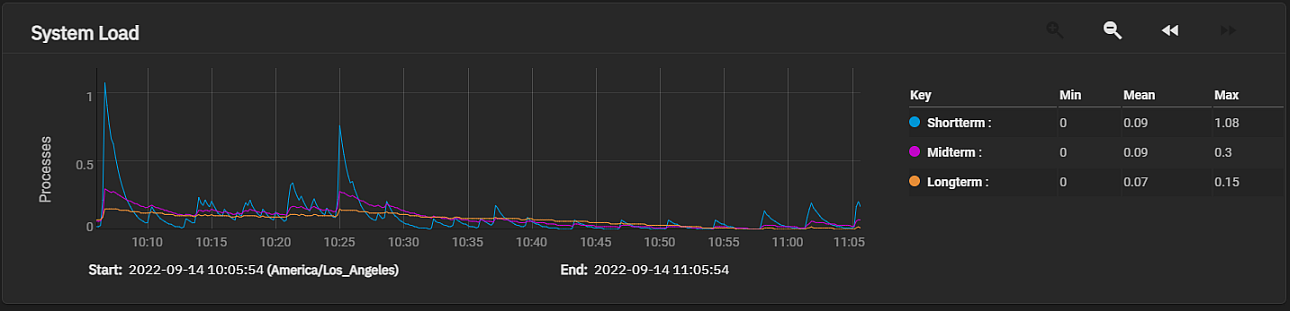 System Load
Processes
1
0.5
0
10:10 10:15 10:20 10:25 10:30 10:35 10:40 10:45 10:50 10:55 11:00 11:05
Start: 2022-09-14 10:05:54 (America/Los_Angeles) End: 2022-09-14 11:05:54
Key Min Mean Max
Shortterm : 0 0.09 1.08
Midterm : 0 0.09 0.3
Longterm : 0 0.07 0.15